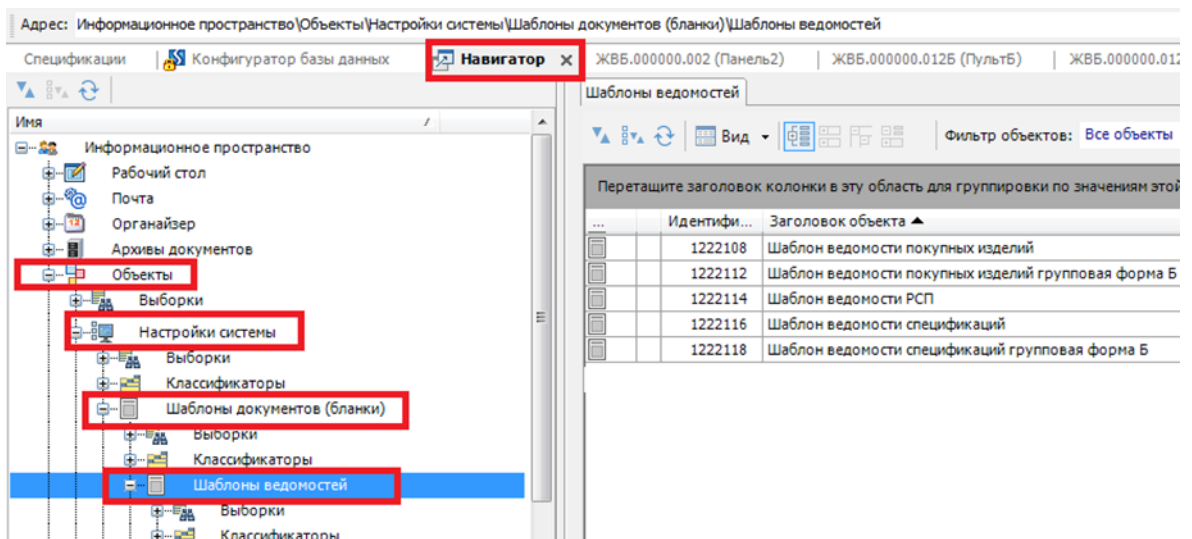 Адрес: Информационное пространство\Объекты\Настройки системы\Шаблоны документов (бланки)\Шаблоны ведомостей
Спецификации Конфигуратор базы данных Навигатор ЖВБ.000000.002 (Панель2) ЖВБ.000000.012Б (ПультБ) ЖВБ.000000.012
Имя
Информационное пространство
Рабочий стол
Почта
Органайзер
Архивы документов
Объекты
Выборки
Настройки системы
Выборки
Классификаторы
Шаблоны документов (бланки)
Выборки
Классификаторы
Шаблоны ведомостей
Выборки
Классификаторы
Шаблоны ведомостей
Вид Фильтр объектов: Все объекты
Перетащите заголовок колонки в эту область для группировки по значениям этой
... Идентифи... Заголовок объекта
1222108 Шаблон ведомости покупных изделий
1222112 Шаблон ведомости покупных изделий групповая форма Б
1222114 Шаблон ведомости РСП
1222116 Шаблон ведомости спецификаций
1222118 Шаблон ведомости спецификаций групповая форма Б